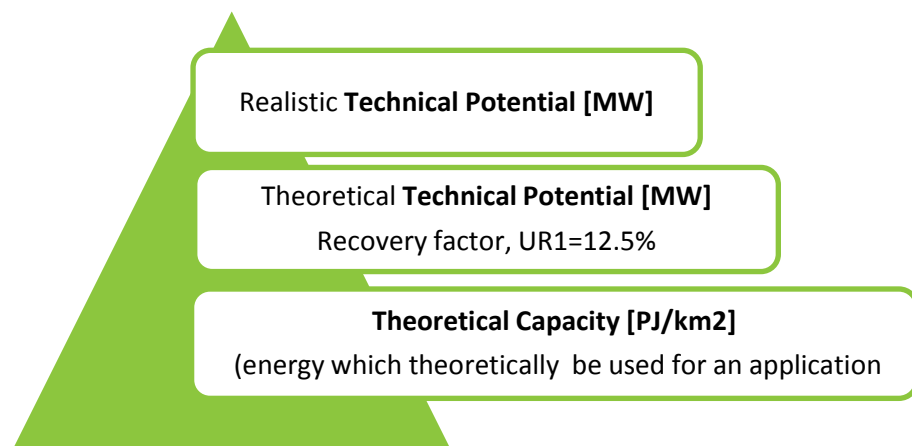 Realistic Technical Potential [MW]
Theoretical Technical Potential [MW]
Recovery factor, UR1=12.5%
Theoretical Capacity [PJ/km2]
(energy which theoretically be used for an application